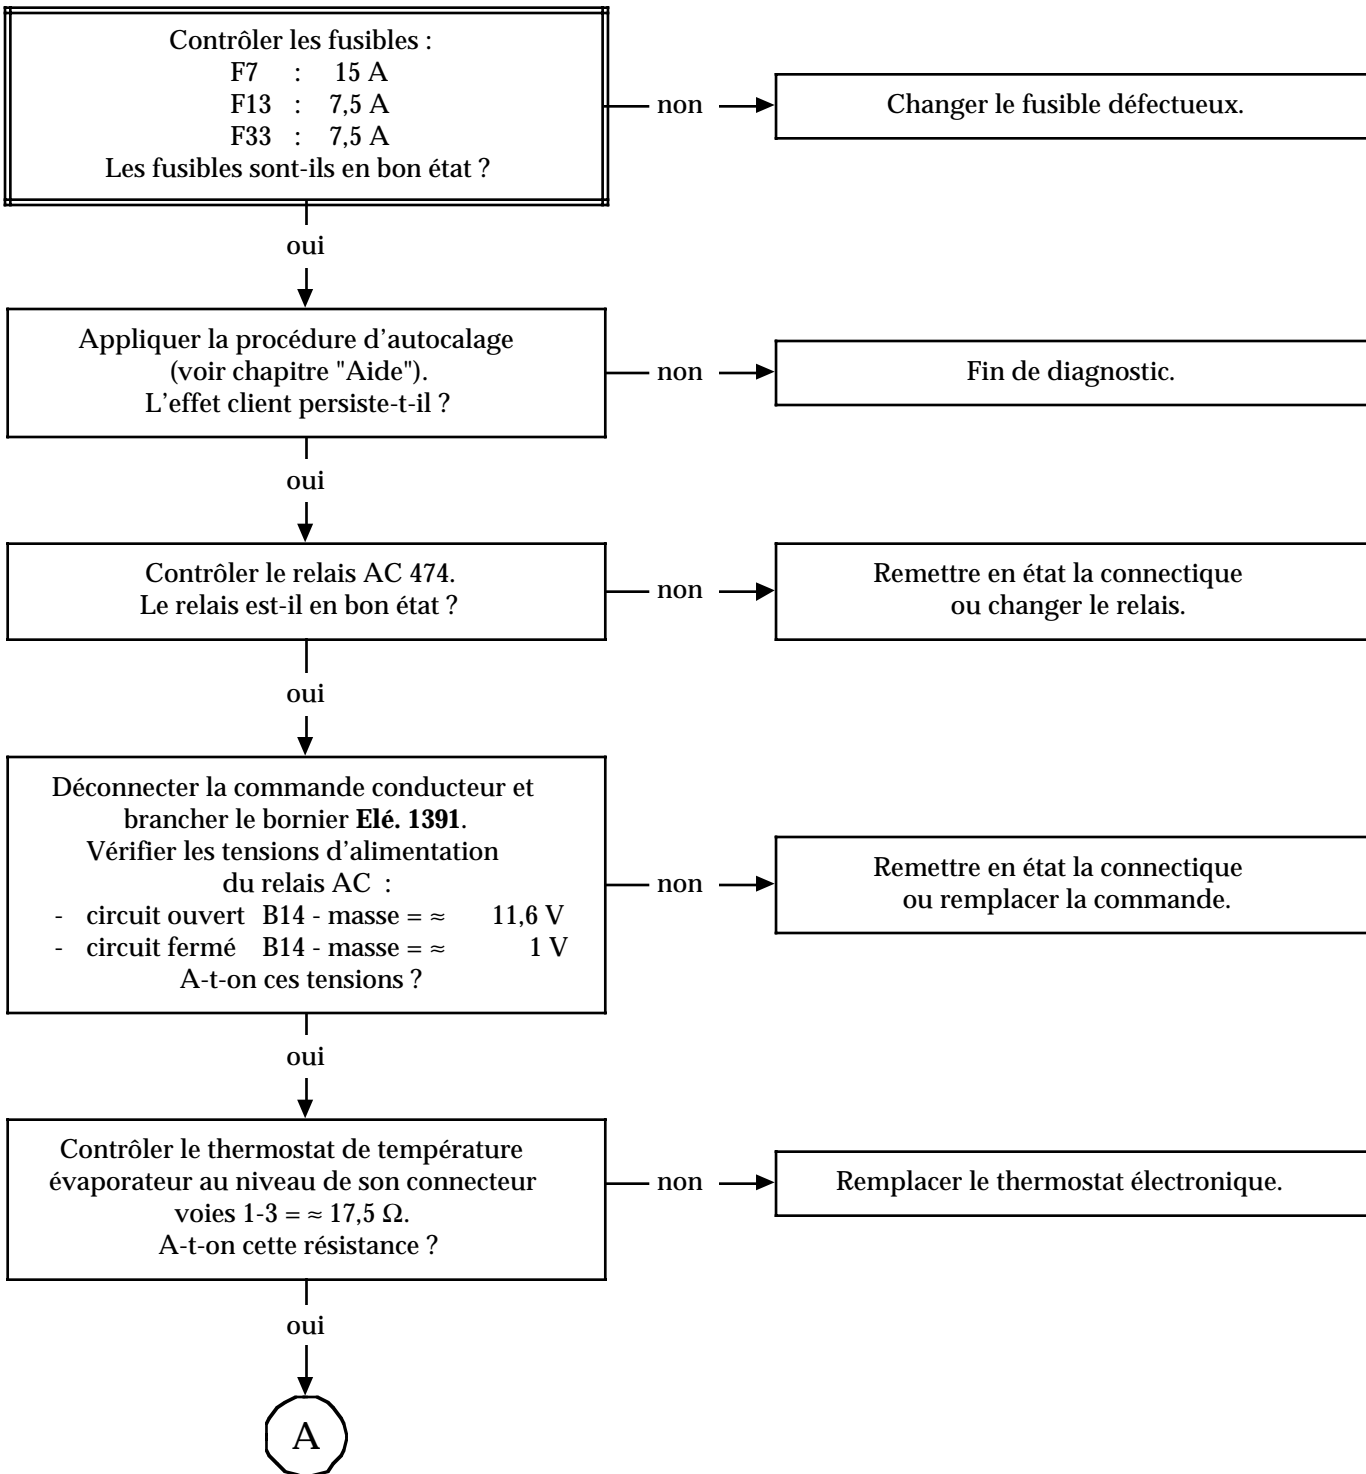 Contrôler les fusibles :
F7 : 15 A
F13 : 7,5 A
F33 : 7,5 A
Les fusibles sont-ils en bon état ?
non
Changer le fusible défectueux.
oui
Appliquer la procédure d'autocalage
(voir chapitre "Aide").
L'effet client persiste-t-il ?
non
Fin de diagnostic.
oui
Contrôler le relais AC 474.
Le relais est-il en bon état ?
non
Remettre en état la connectique
ou changer le relais.
oui
Déconnecter la commande conducteur et
brancher le bornier Elé. 1391.
Vérifier les tensions d'alimentation
du relais AC :
- circuit ouvert B14 - masse = ≈ 11,6 V
- circuit fermé B14 - masse = ≈ 1 V
A-t-on ces tensions ?
non
Remettre en état la connectique
ou remplacer la commande.
oui
Contrôler le thermostat de température
évaporateur au niveau de son connecteur
voies 1-3 = ≈ 17,5 Ω.
A-t-on cette résistance ?
non
Remplacer le thermostat électronique.
oui
A